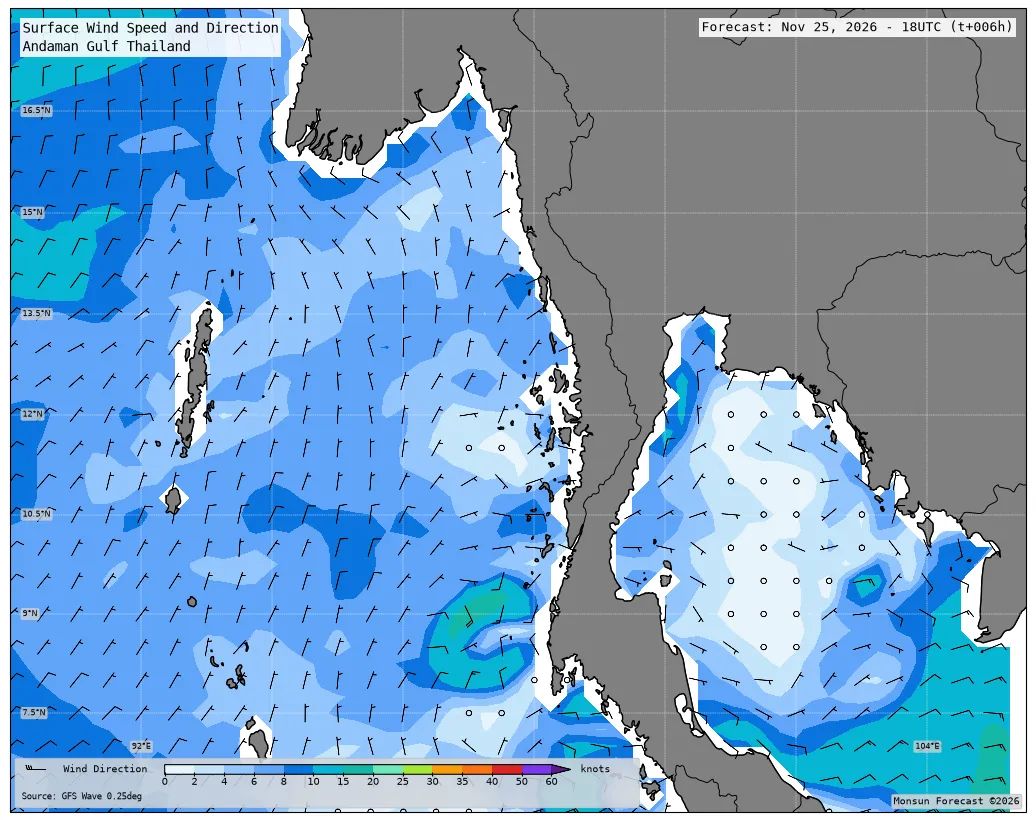 Surface Wind Speed and Direction
Andaman Gulf Thailand
Forecast: Nov 25, 2026 - 18UTC (t+006h)
16.5°N
15°N
13.5°N
12°N
10.5°N
9°N
7.5°N
92°E
104°E
Wind Direction
0 2 4 6 8 10 15 20 25 30 35 40 50 60
knots
Source: GFS Wave 0.25deg
Monsun Forecast ©2026